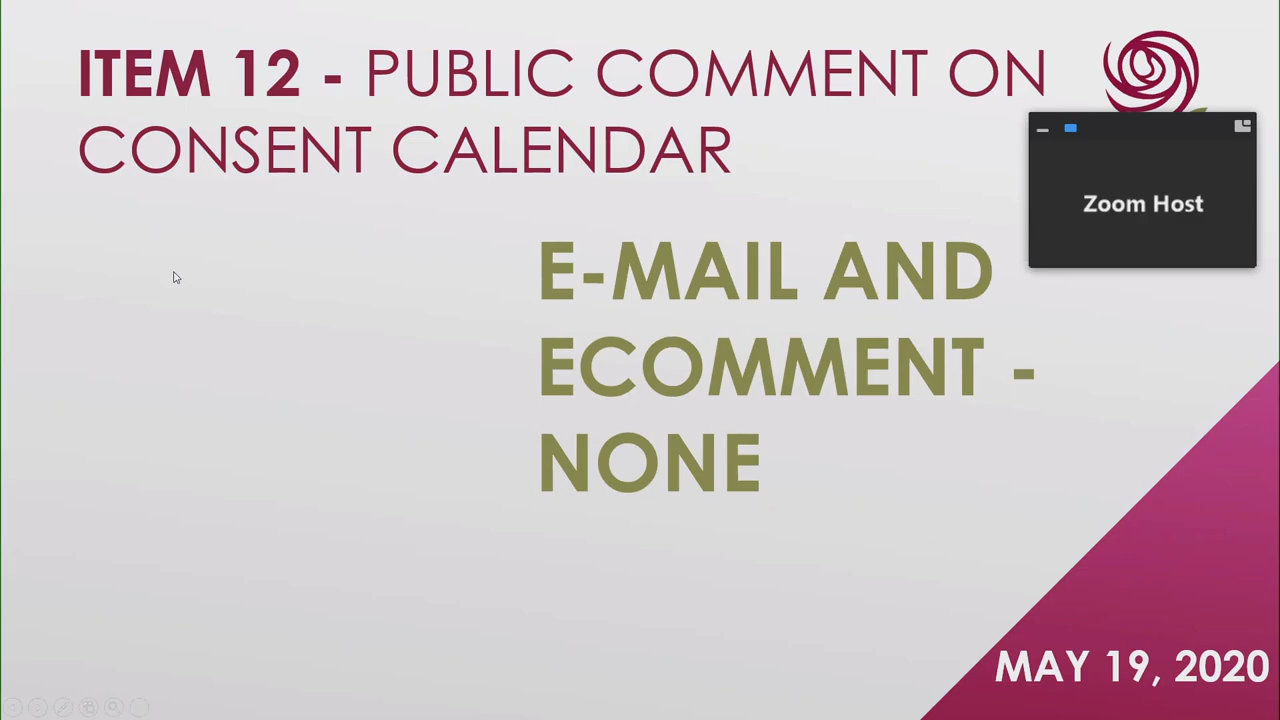 ITEM 12 - PUBLIC COMMENT ON
CONSENT CALENDAR
Zoom Host
E-MAIL AND
ECOMMENT -
NONE
MAY 19, 2020